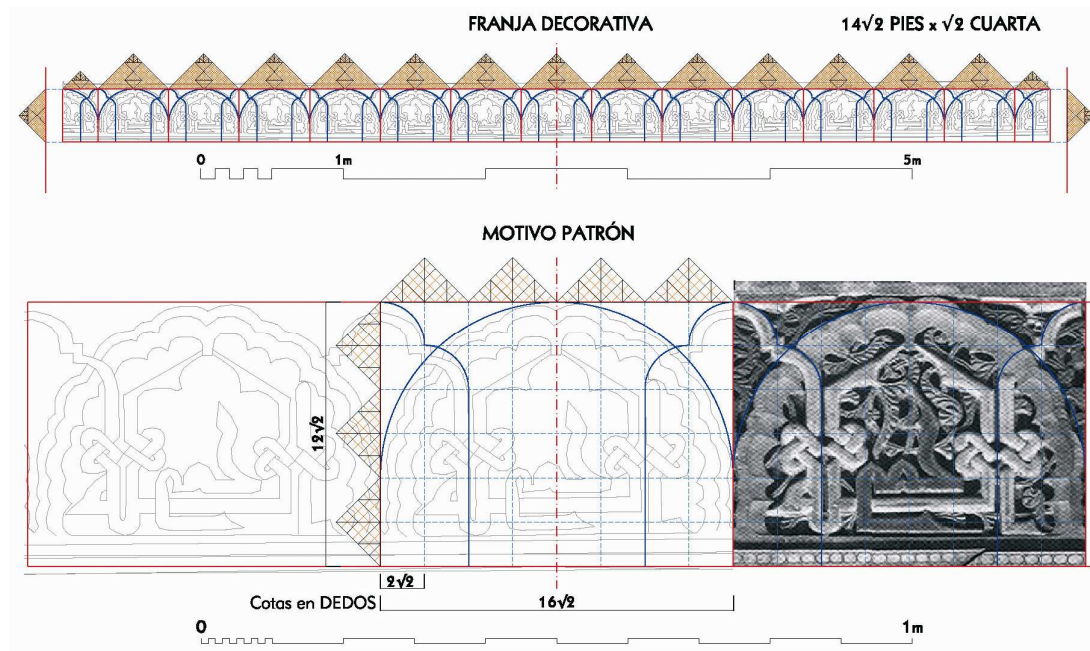 FRANJA DECORATIVA
14√2 PIES x √2 CUARTA
0 1m 5m
MOTIVO PATRÓN
12√2
2√2
Cotas en DEDOS
16√2
0 1m